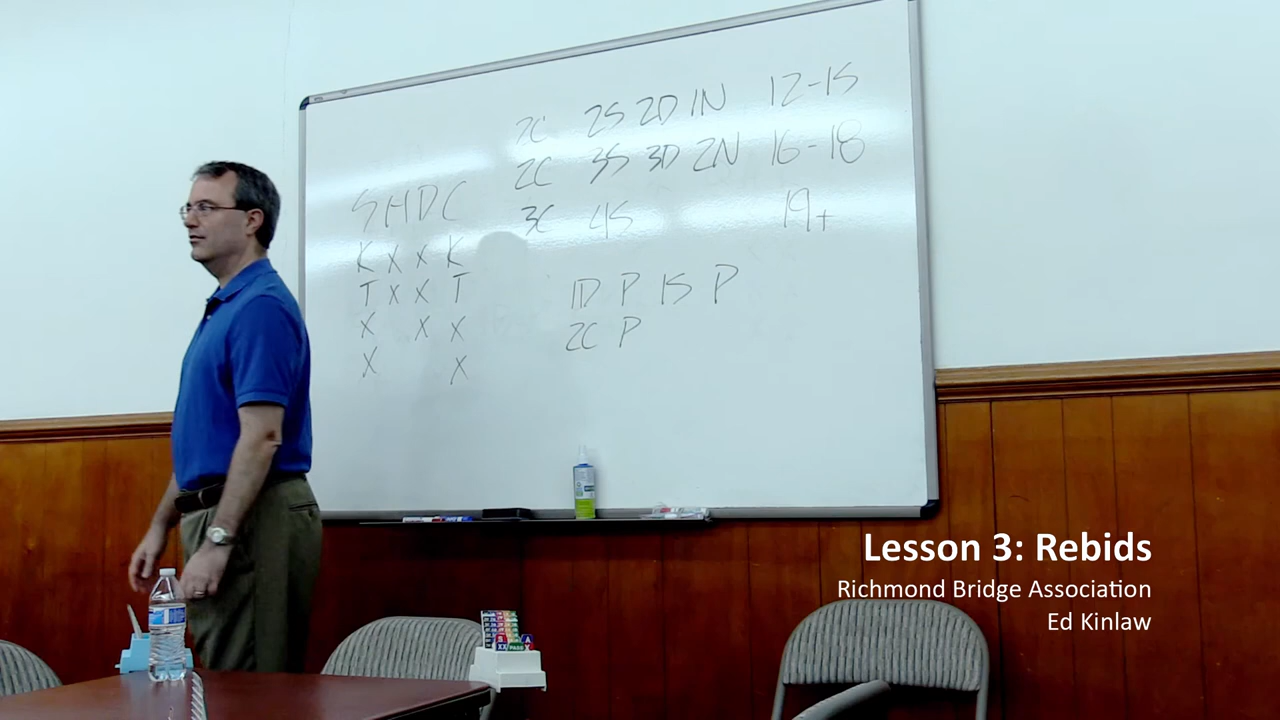 2C 2S 2D 1N 12-15
2C 3S 3D 2N 16-18
3C 4S 19+
S H D C
K X X K
T X X T
X X X
X X
1D P 1S P
2C P
Lesson 3: Rebids
Richmond Bridge Association
Ed Kinlaw